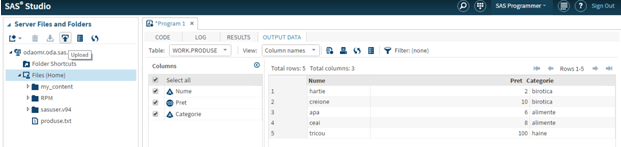 SAS® Studio
SAS Programmer
Sign Out
Server Files and Folders
Upload
odaomr.oda.sas.
Folder Shortcuts
Files (Home)
my_content
RPM
sasuser.v94
produse.txt
*Program 1 ×
CODE LOG RESULTS OUTPUT DATA
Table: WORK.PRODUSE View: Column names Filter: (none)
Columns
Select all
Nume
Pret
Categorie
Total rows: 5 Total columns: 3 Rows 1-5
Nume Pret Categorie
1 hartie 2 birotica
2 creione 10 birotica
3 apa 6 alimente
4 ceai 8 alimente
5 tricou 100 haine